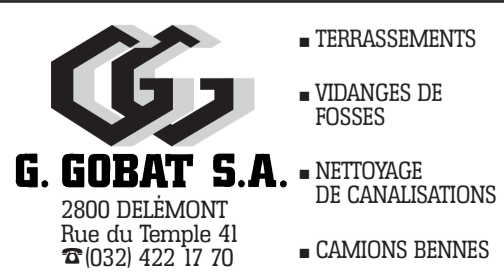 GG
G. GOBAT S.A.
2800 DELÉMONT
Rue du Temple 41
☎(032) 422 17 70
■ TERRASSEMENTS
■ VIDANGES DE
FOSSES
■ NETTOYAGE
DE CANALISATIONS
■ CAMIONS BENNES